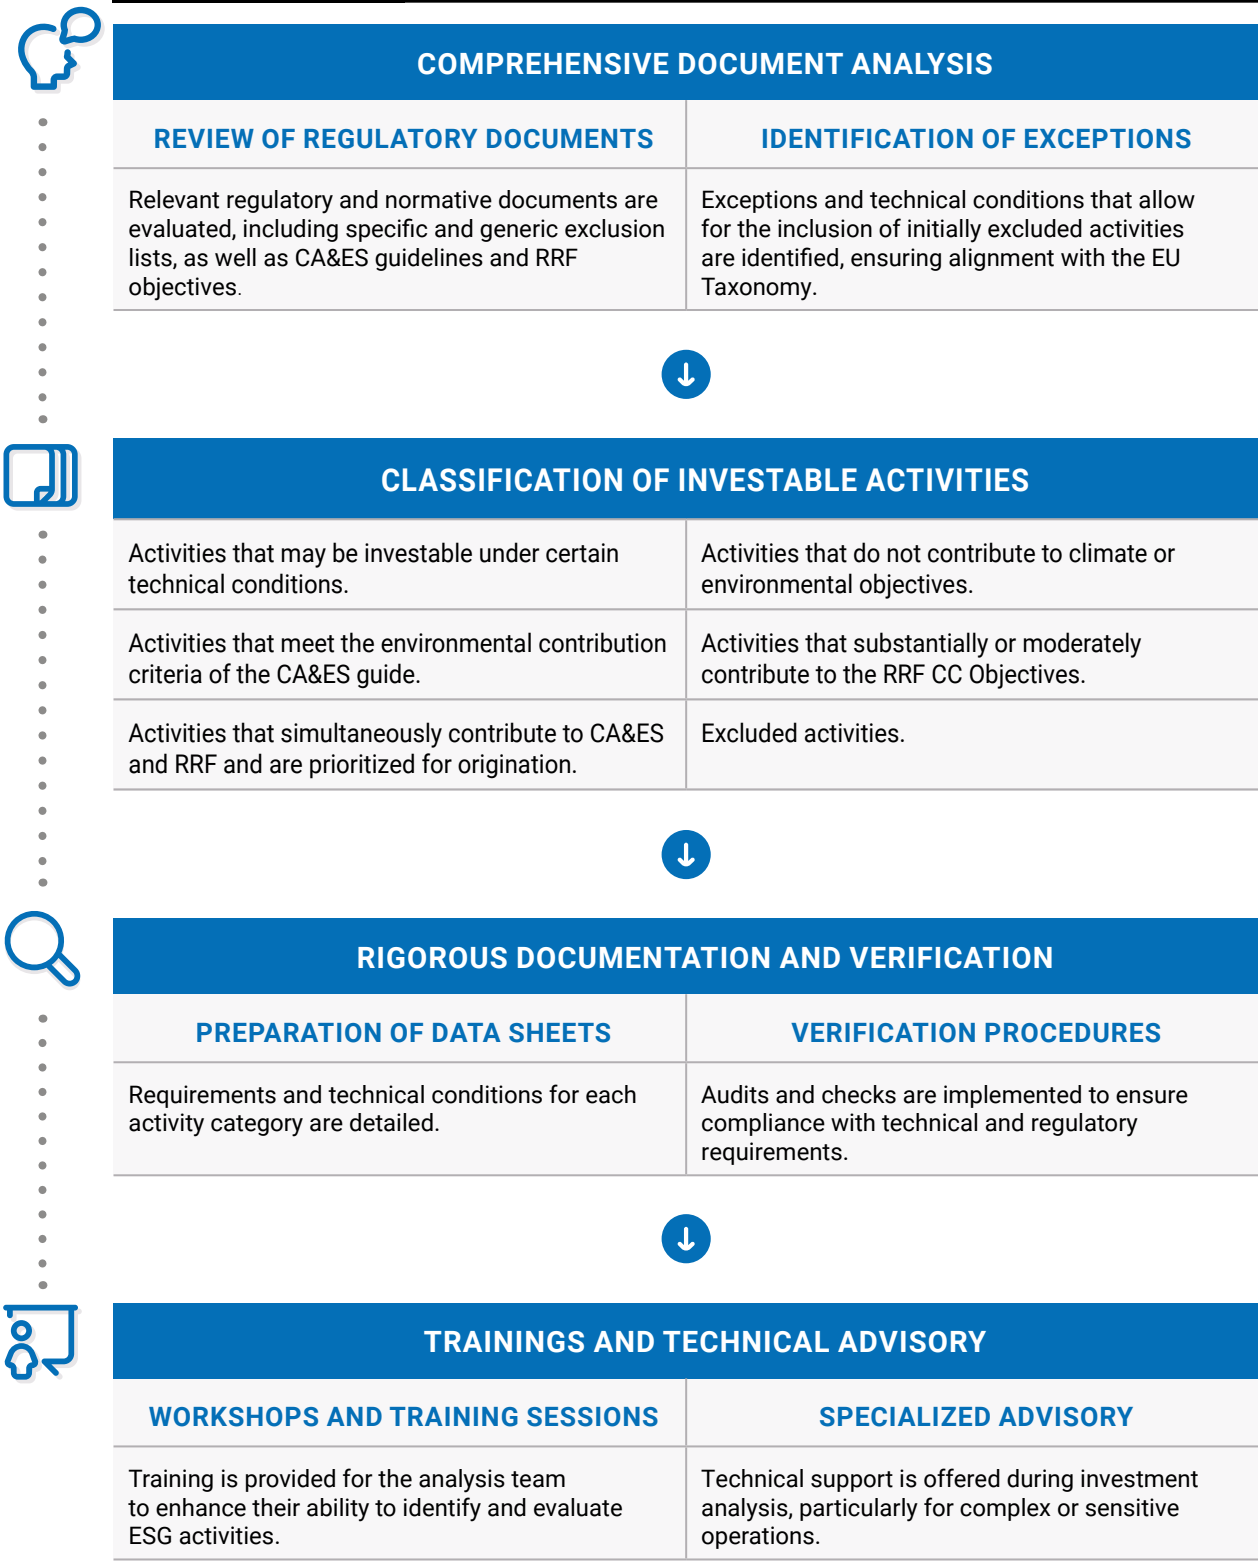 COMPREHENSIVE DOCUMENT ANALYSIS
REVIEW OF REGULATORY DOCUMENTS
Relevant regulatory and normative documents are
evaluated, including specific and generic exclusion
lists, as well as CA&ES guidelines and RRF
objectives.
IDENTIFICATION OF EXCEPTIONS
Exceptions and technical conditions that allow
for the inclusion of initially excluded activities
are identified, ensuring alignment with the EU
Taxonomy.
CLASSIFICATION OF INVESTABLE ACTIVITIES
Activities that may be investable under certain
technical conditions.
Activities that do not contribute to climate or
environmental objectives.
Activities that meet the environmental contribution
criteria of the CA&ES guide.
Activities that substantially or moderately
contribute to the RRF CC Objectives.
Activities that simultaneously contribute to CA&ES
and RRF and are prioritized for origination.
Excluded activities.
RIGOROUS DOCUMENTATION AND VERIFICATION
PREPARATION OF DATA SHEETS
Requirements and technical conditions for each
activity category are detailed.
VERIFICATION PROCEDURES
Audits and checks are implemented to ensure
compliance with technical and regulatory
requirements.
TRAININGS AND TECHNICAL ADVISORY
WORKSHOPS AND TRAINING SESSIONS
Training is provided for the analysis team
to enhance their ability to identify and evaluate
ESG activities.
SPECIALIZED ADVISORY
Technical support is offered during investment
analysis, particularly for complex or sensitive
operations.